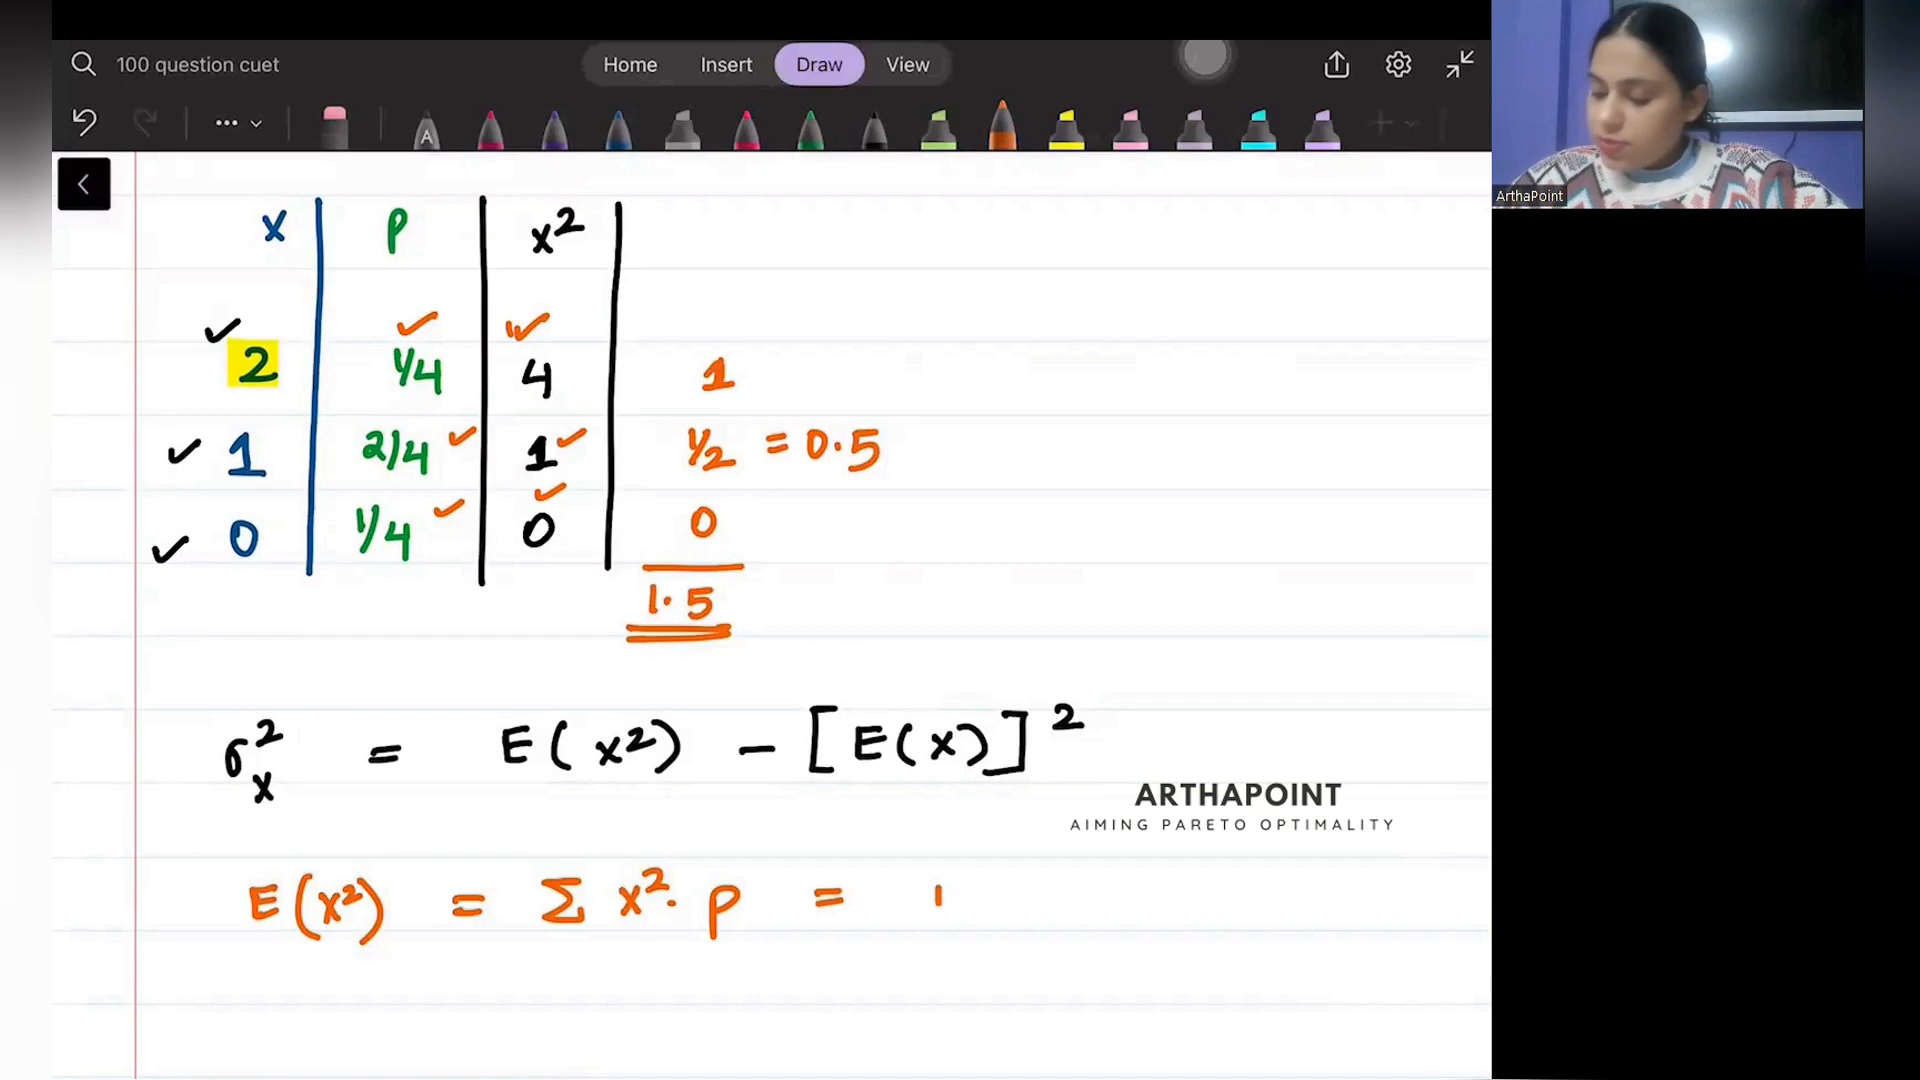 100 question cuet
Home Insert Draw View
A
ArthaPoint
x p x²
2 1/4 4 1
1 2/4 1 1/2 = 0.5
0 1/4 0 0
1.5
σ²x = E(x²) - [E(x)]²
ARTHAPOINT
AIMING PARETO OPTIMALITY
E(x²) = Σ x². p = 1